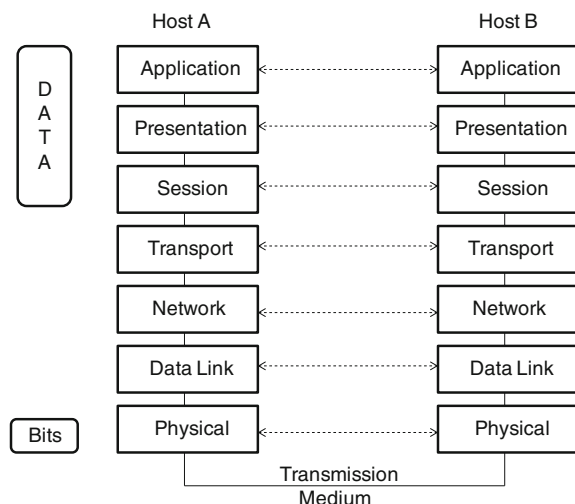 Host A Host B
D
A
T
A
Application Application
Presentation Presentation
Session Session
Transport Transport
Network Network
Data Link Data Link
Bits Physical Physical
Transmission
Medium